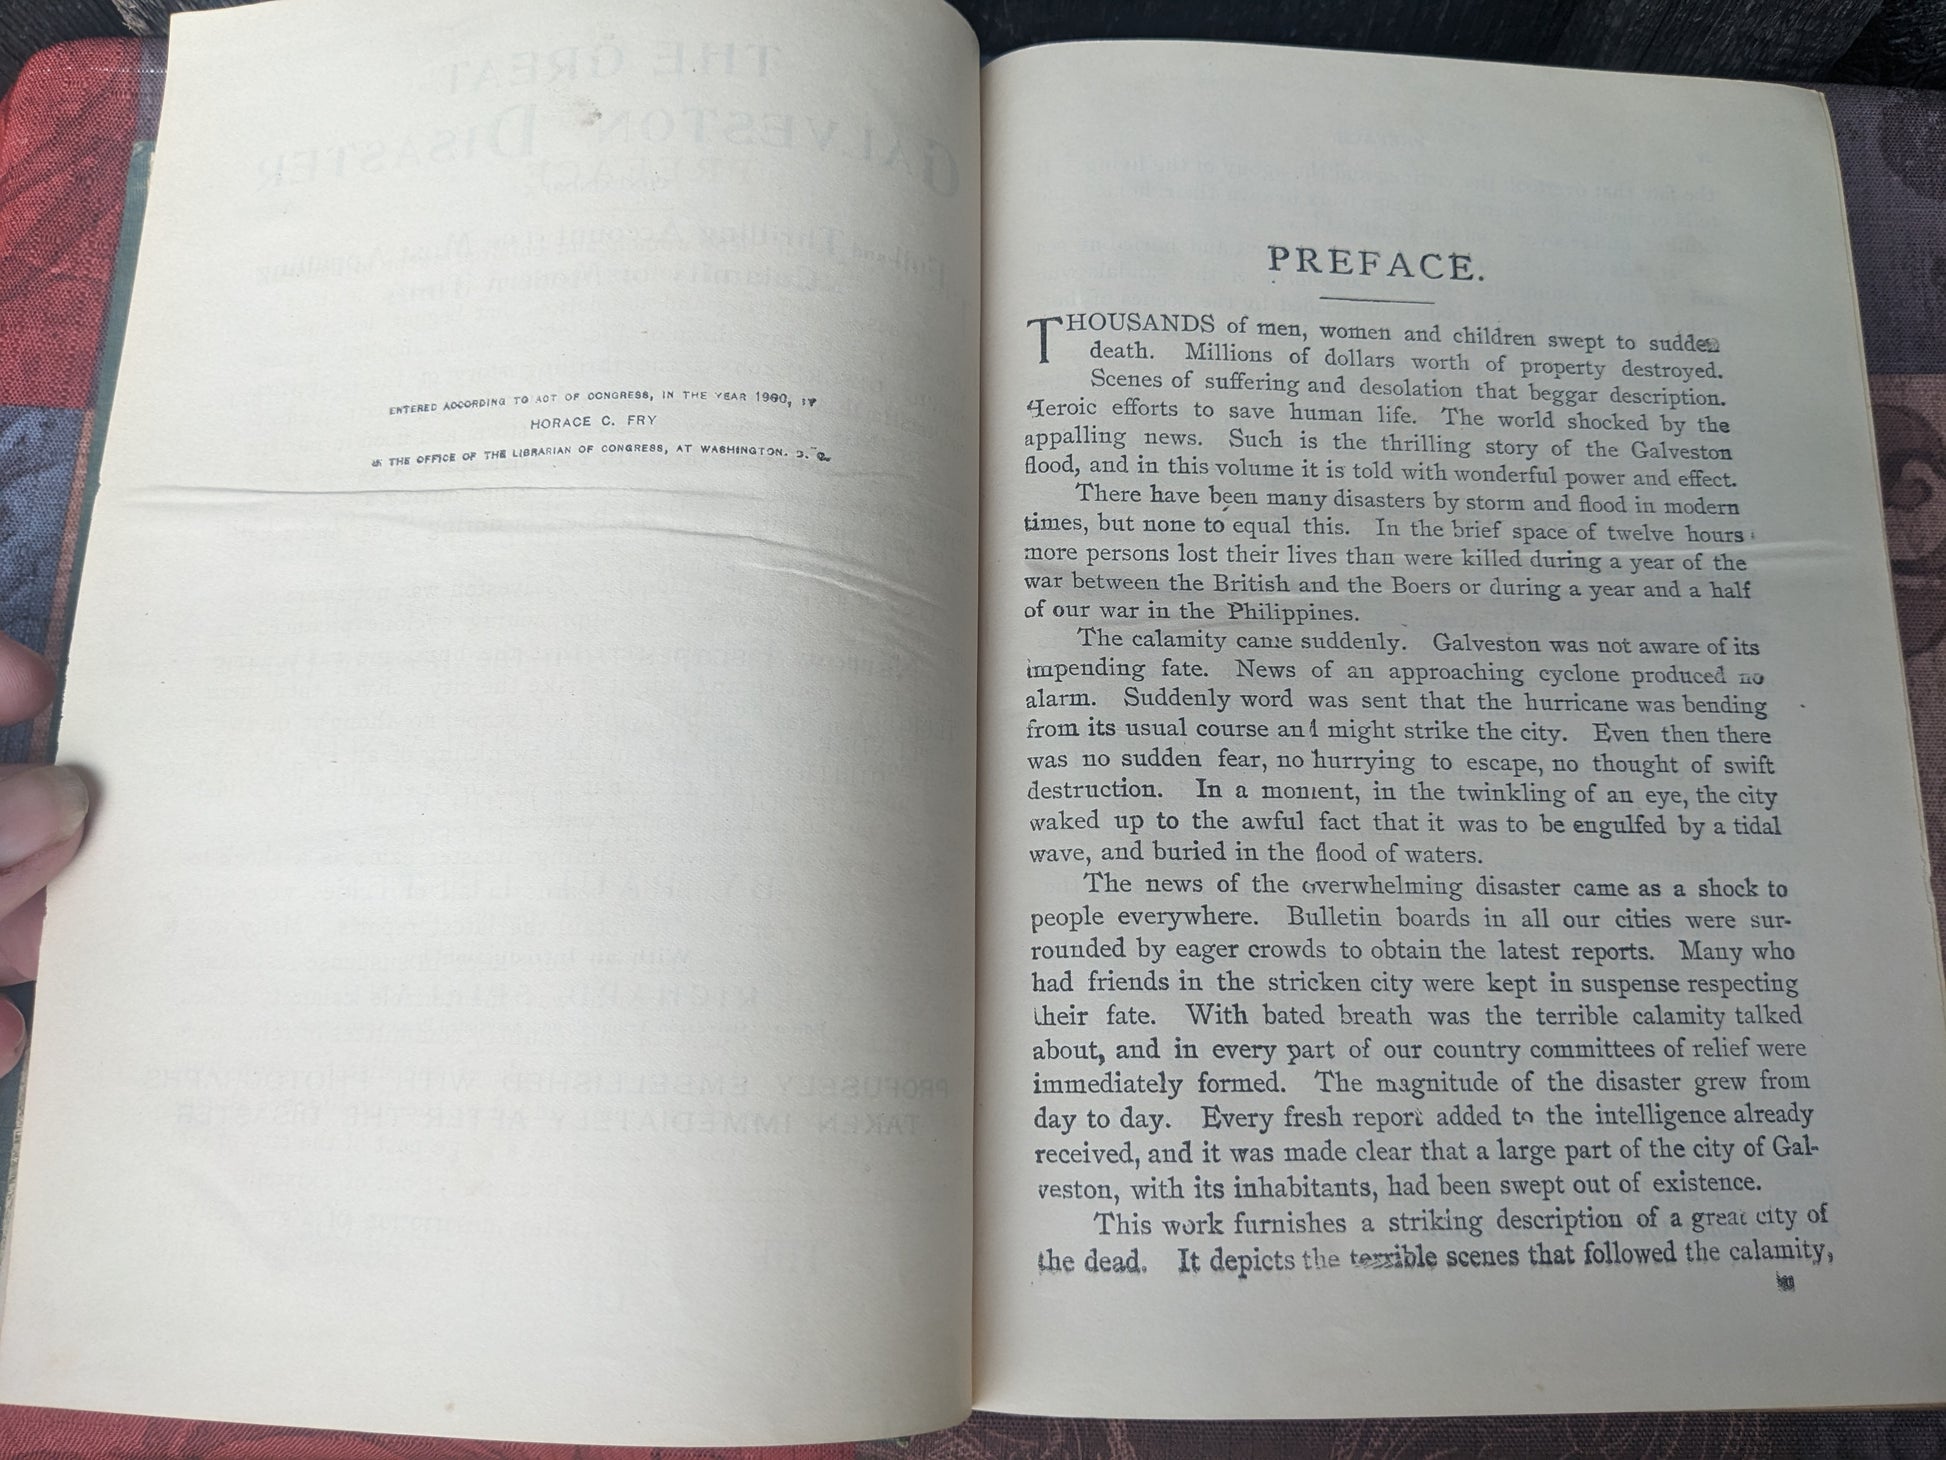 ENTERED ACCORDING TO ACT OF CONGRESS, IN THE YEAR 1900, BY
HORACE C. FRY
IN THE OFFICE OF THE LIBRARIAN OF CONGRESS, AT WASHINGTON. D. C.
PREFACE.
THOUSANDS of men, women and children swept to sudden
death. Millions of dollars worth of property destroyed.
Scenes of suffering and desolation that beggar description.
Heroic efforts to save human life. The world shocked by the
appalling news. Such is the thrilling story of the Galveston
flood, and in this volume it is told with wonderful power and effect.
There have been many disasters by storm and flood in modern
times, but none to equal this. In the brief space of twelve hours
more persons lost their lives than were killed during a year of the
war between the British and the Boers or during a year and a half
of our war in the Philippines.
The calamity came suddenly. Galveston was not aware of its
impending fate. News of an approaching cyclone produced no
alarm. Suddenly word was sent that the hurricane was bending
from its usual course and might strike the city. Even then there
was no sudden fear, no hurrying to escape, no thought of swift
destruction. In a moment, in the twinkling of an eye, the city
waked up to the awful fact that it was to be engulfed by a tidal
wave, and buried in the flood of waters.
The news of the overwhelming disaster came as a shock to
people everywhere. Bulletin boards in all our cities were sur-
rounded by eager crowds to obtain the latest reports. Many who
had friends in the stricken city were kept in suspense respecting
their fate. With bated breath was the terrible calamity talked
about, and in every part of our country committees of relief were
immediately formed. The magnitude of the disaster grew from
day to day. Every fresh report added to the intelligence already
received, and it was made clear that a large part of the city of Gal-
veston, with its inhabitants, had been swept out of existence.
This work furnishes a striking description of a great city of
the dead. It depicts the terrible scenes that followed the calamity,